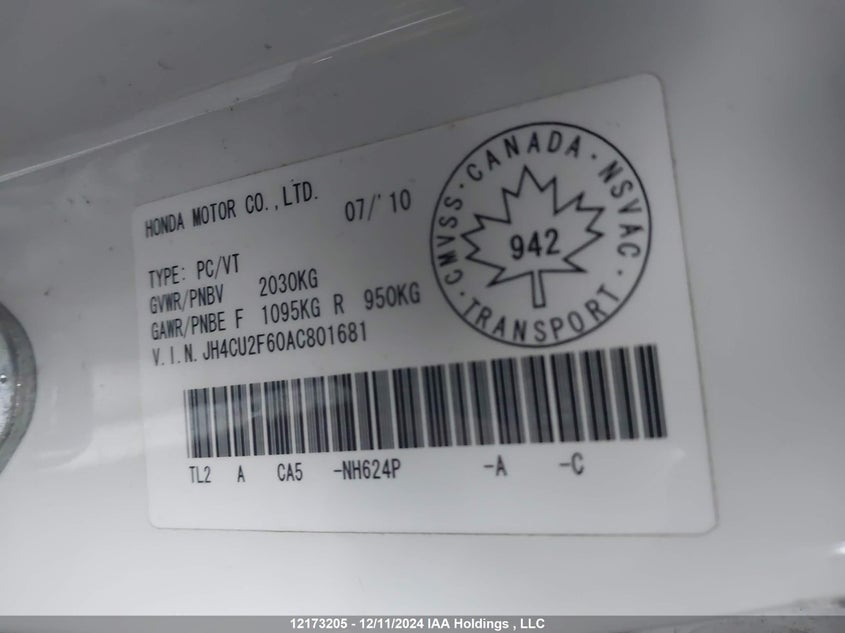 HONDA MOTOR CO.,LTD. 07/'10
TYPE: PC/VT
GVWR/PNBV 2030KG
GAWR/PNBE F 1095KG R 950KG
V.I.N. JH4CU2F60AC801681
CMVSS · CANADA · NSVAC · TRANSPORT ·
942
TL2 A CA5 -NH624P -A -C
12173205 - 12/11/2024 IAA Holdings , LLC